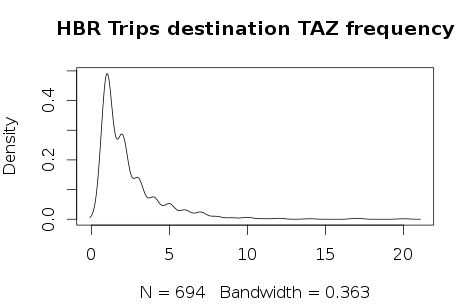 HBR Trips destination TAZ frequency
Density
0.0 0.2 0.4
0 5 10 15 20
N = 694 Bandwidth = 0.363